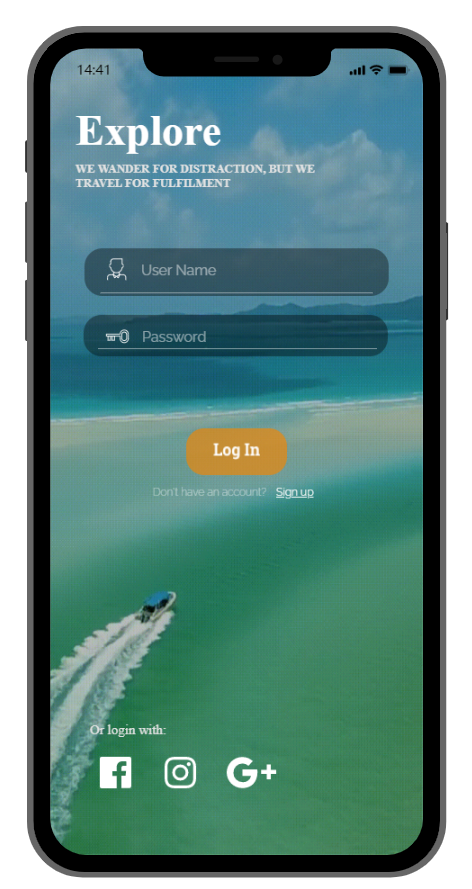 14:41
Explore
WE WANDER FOR DISTRACTION, BUT WE
TRAVEL FOR FULFILMENT
User Name
Password
Log In
Don't have an account? Sign up
Or login with:
G+